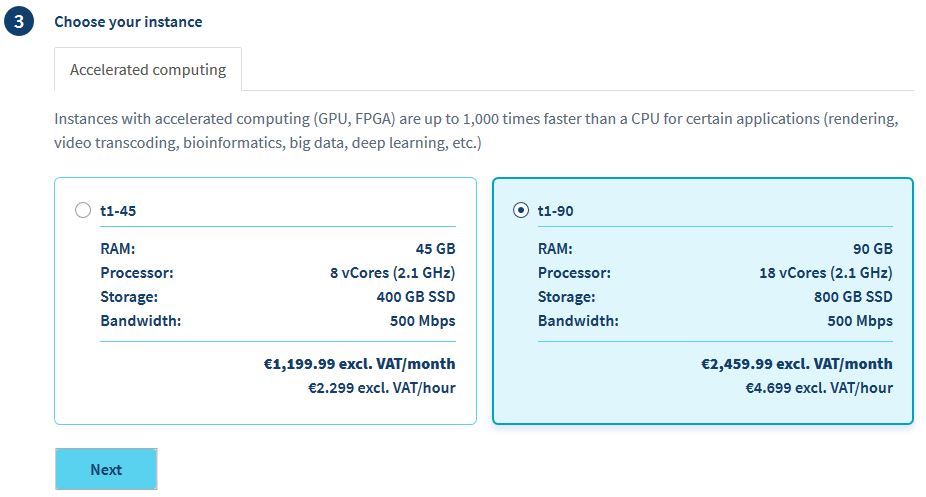 3 Choose your instance
Accelerated computing
Instances with accelerated computing (GPU, FPGA) are up to 1,000 times faster than a CPU for certain applications (rendering,
video transcoding, bioinformatics, big data, deep learning, etc.)
t1-45
RAM: 45 GB
Processor: 8 vCores (2.1 GHz)
Storage: 400 GB SSD
Bandwidth: 500 Mbps
€1,199.99 excl. VAT/month
€2.299 excl. VAT/hour
t1-90
RAM: 90 GB
Processor: 18 vCores (2.1 GHz)
Storage: 800 GB SSD
Bandwidth: 500 Mbps
€2,459.99 excl. VAT/month
€4.699 excl. VAT/hour
Next